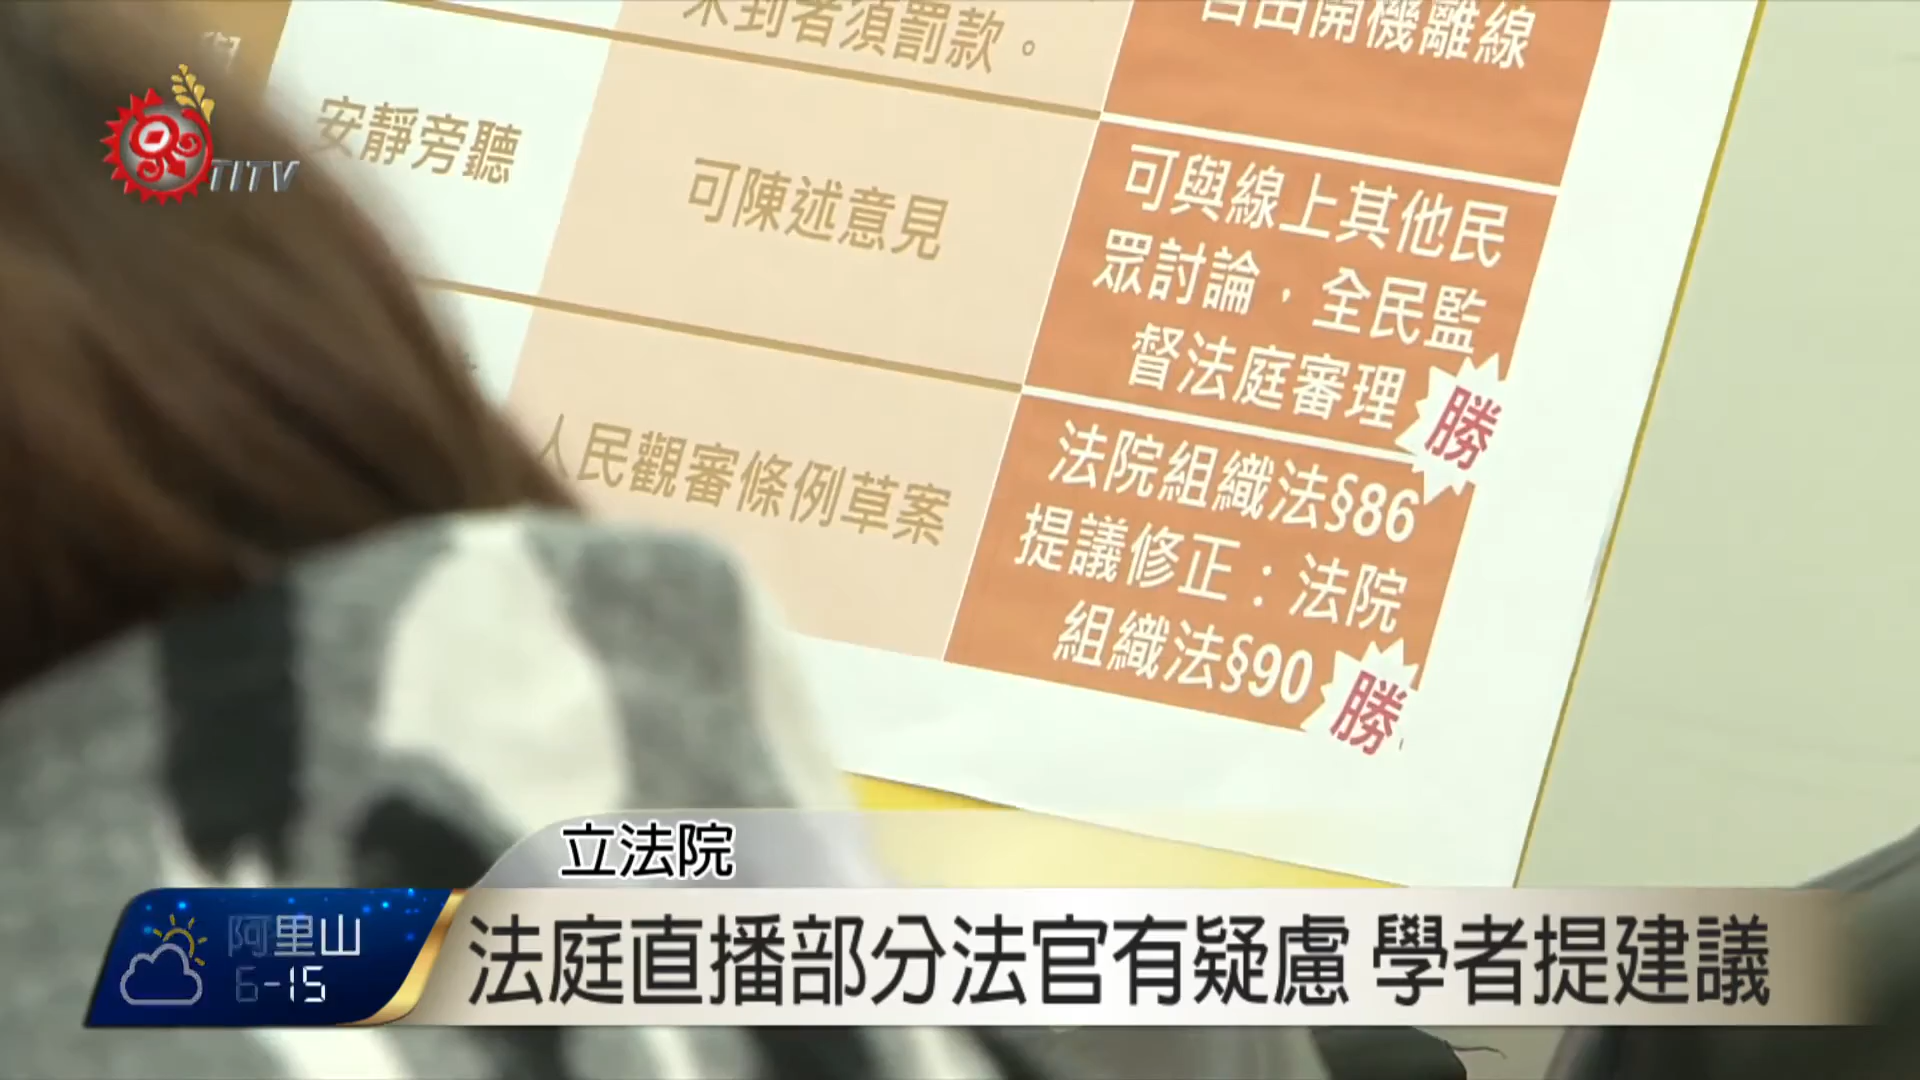 未到者須罰款。
自由開機離線
安靜旁聽
可陳述意見
可與線上其他民
眾討論，全民監
督法庭審理
勝
人民觀審條例草案
法院組織法§86
提議修正：法院
組織法§90
勝
TITV
立法院
法庭直播部分法官有疑慮 學者提建議
阿里山
6-15